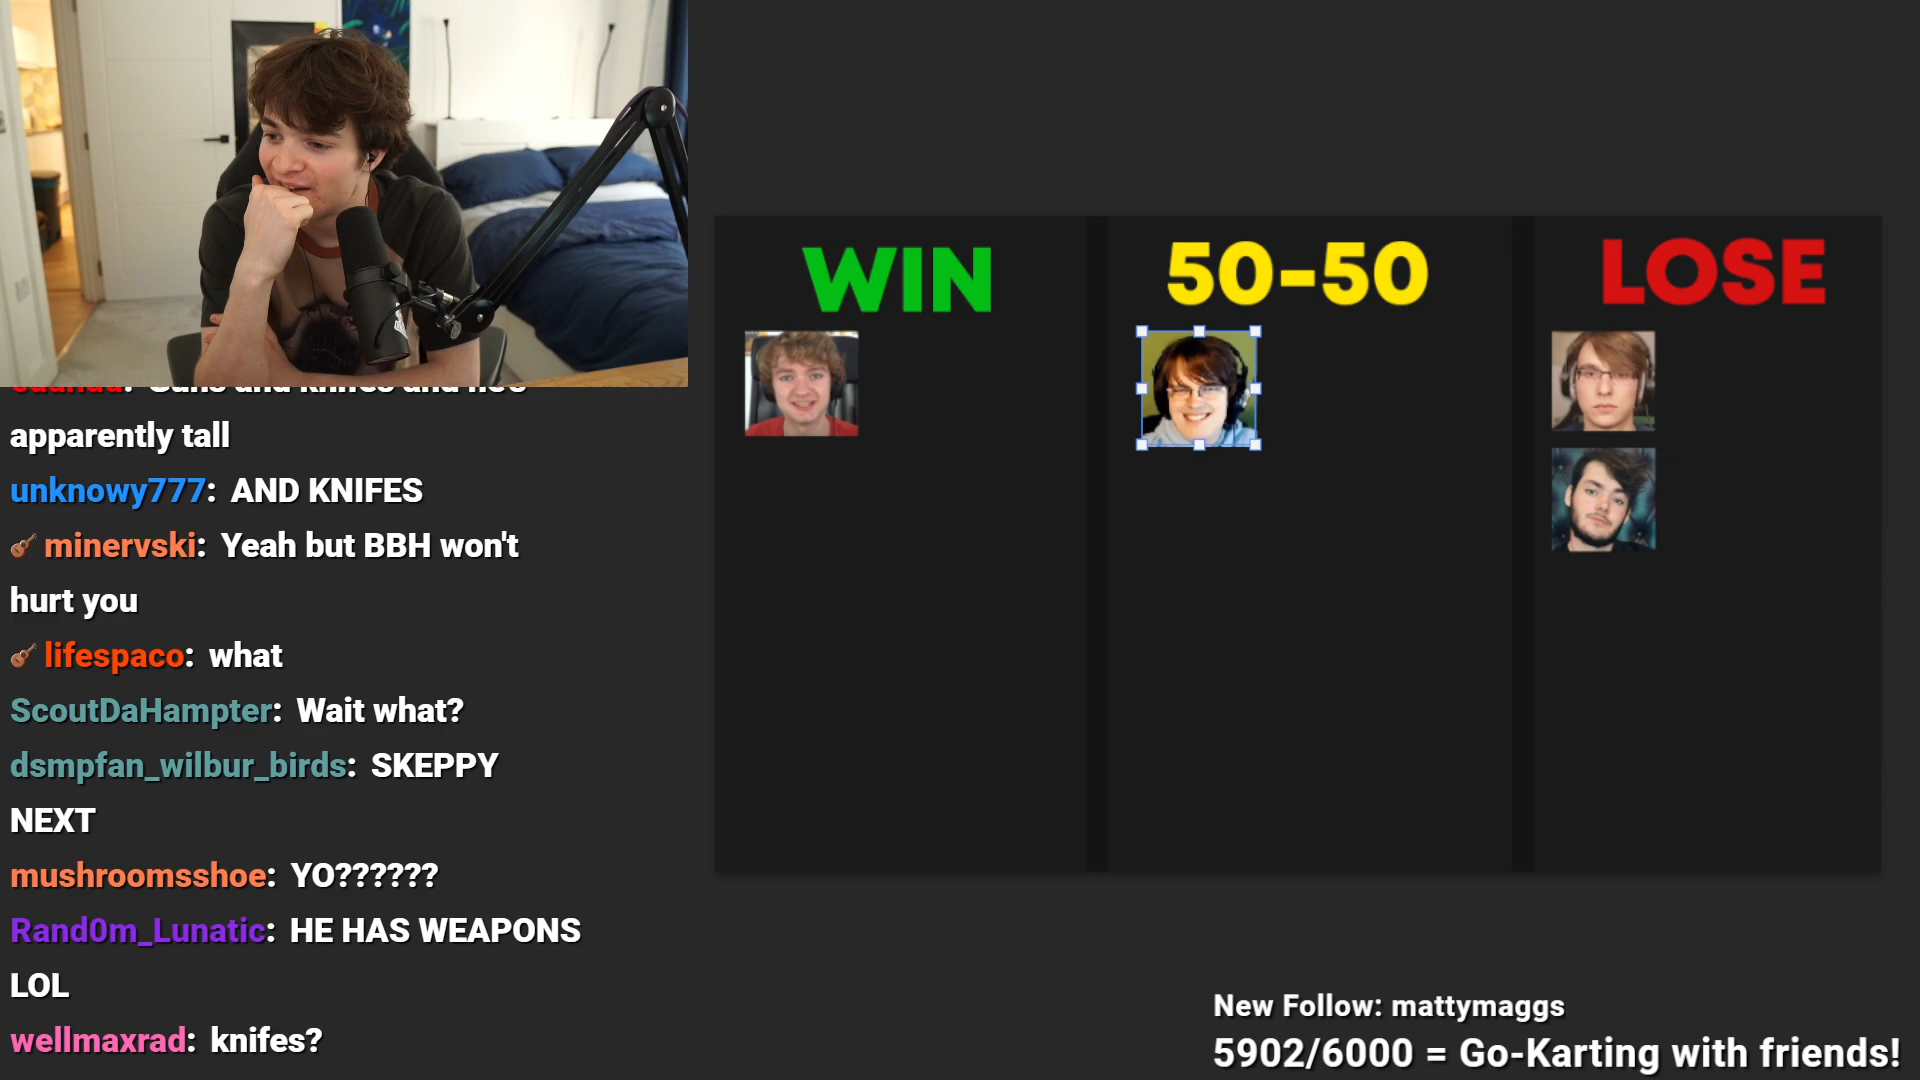 apparently tall
unknowy777: AND KNIFES
minervski: Yeah but BBH won't
hurt you
lifespaco: what
ScoutDaHampter: Wait what?
dsmpfan_wilbur_birds: SKEPPY
NEXT
mushroomsshoe: YO??????
Rand0m_Lunatic: HE HAS WEAPONS
LOL
wellmaxrad: knifes?
WIN
50-50
LOSE
New Follow: mattymaggs
5902/6000 = Go-Karting with friends!